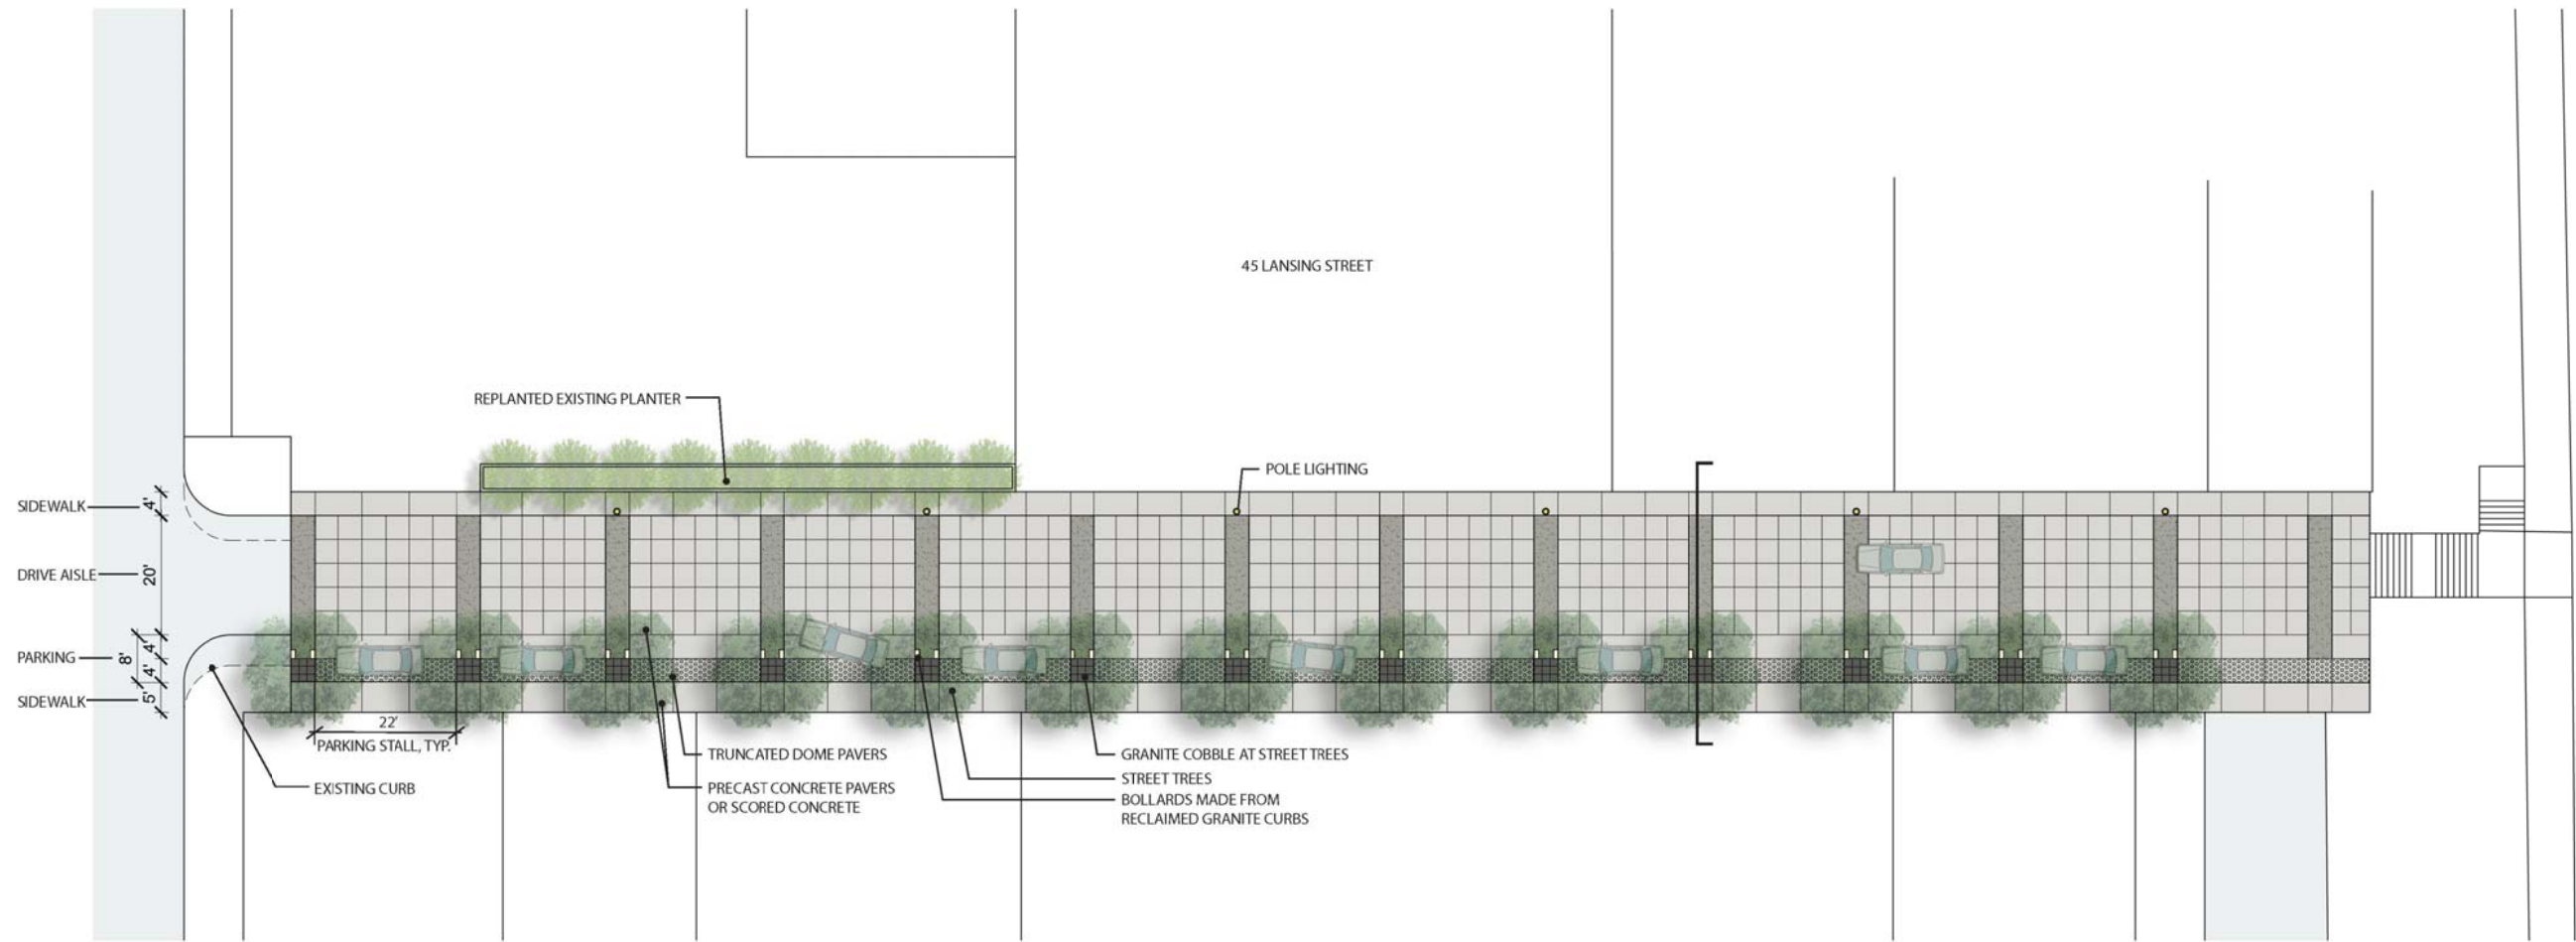 45 LANSING STREET
REPLANTED EXISTING PLANTER
POLE LIGHTING
SIDEWALK
4'
DRIVE AISLE
20'
PARKING
8'
4'
4'
SIDEWALK
5'
22'
PARKING STALL, TYP.
EXISTING CURB
TRUNCATED DOME PAVERS
PRECAST CONCRETE PAVERS
OR SCORED CONCRETE
GRANITE COBBLE AT STREET TREES
STREET TREES
BOLLARDS MADE FROM
RECLAIMED GRANITE CURBS